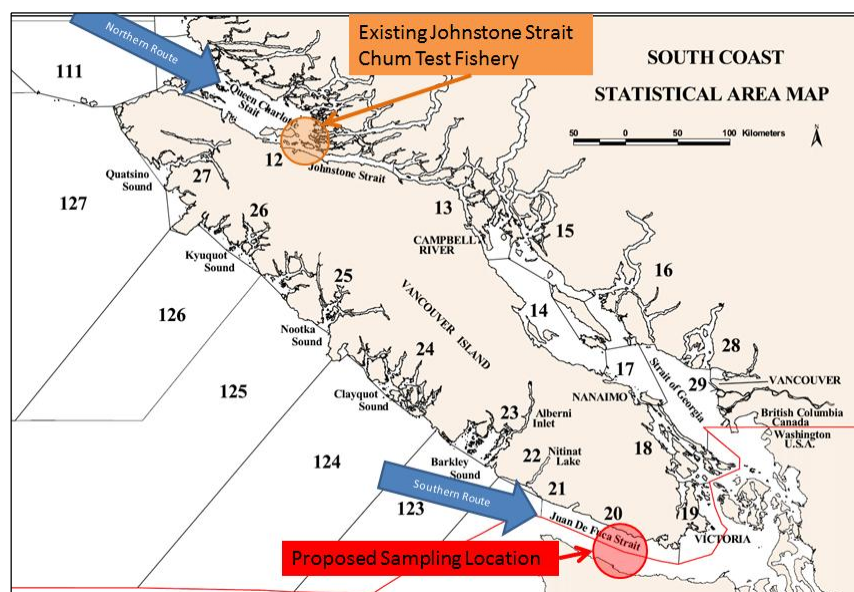 Northern Route
Existing Johnstone Strait
Chum Test Fishery
SOUTH COAST
STATISTICAL AREA MAP
50 0 50 100 Kilometers
N
111
Queen Charlotte
Stait
12
Johnstone Strait
Quatsino
Sound
27
127
26
13
CAMPBELL
RIVER
15
Kyuquot
Sound
25
16
126
VANCOUVER ISLAND
14
Nootka
Sound
24
28
17
Strait of Georgia
29
VANCOUVER
125
NANAIMO
Clayquot
Sound
23
Alberni
Inlet
British Columbia
Canada
Washington
U.S.A.
18
22
Nitinat
Lake
124
Barkley
Sound
21
Southern Route
123
20
19
Juan De Fuca Strait
VICTORIA
Proposed Sampling Location